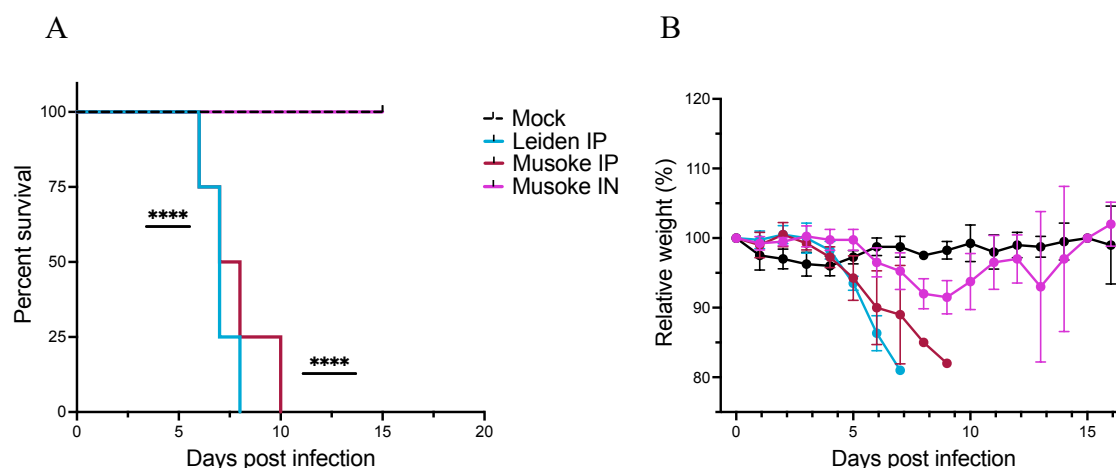 A
Percent survival
100
75
50
25
0
****
****
0
5
10
15
20
Days post infection
Mock
Leiden IP
Musoke IP
Musoke IN
B
Relative weight (%)
120
110
100
90
80
0
5
10
15
Days post infection